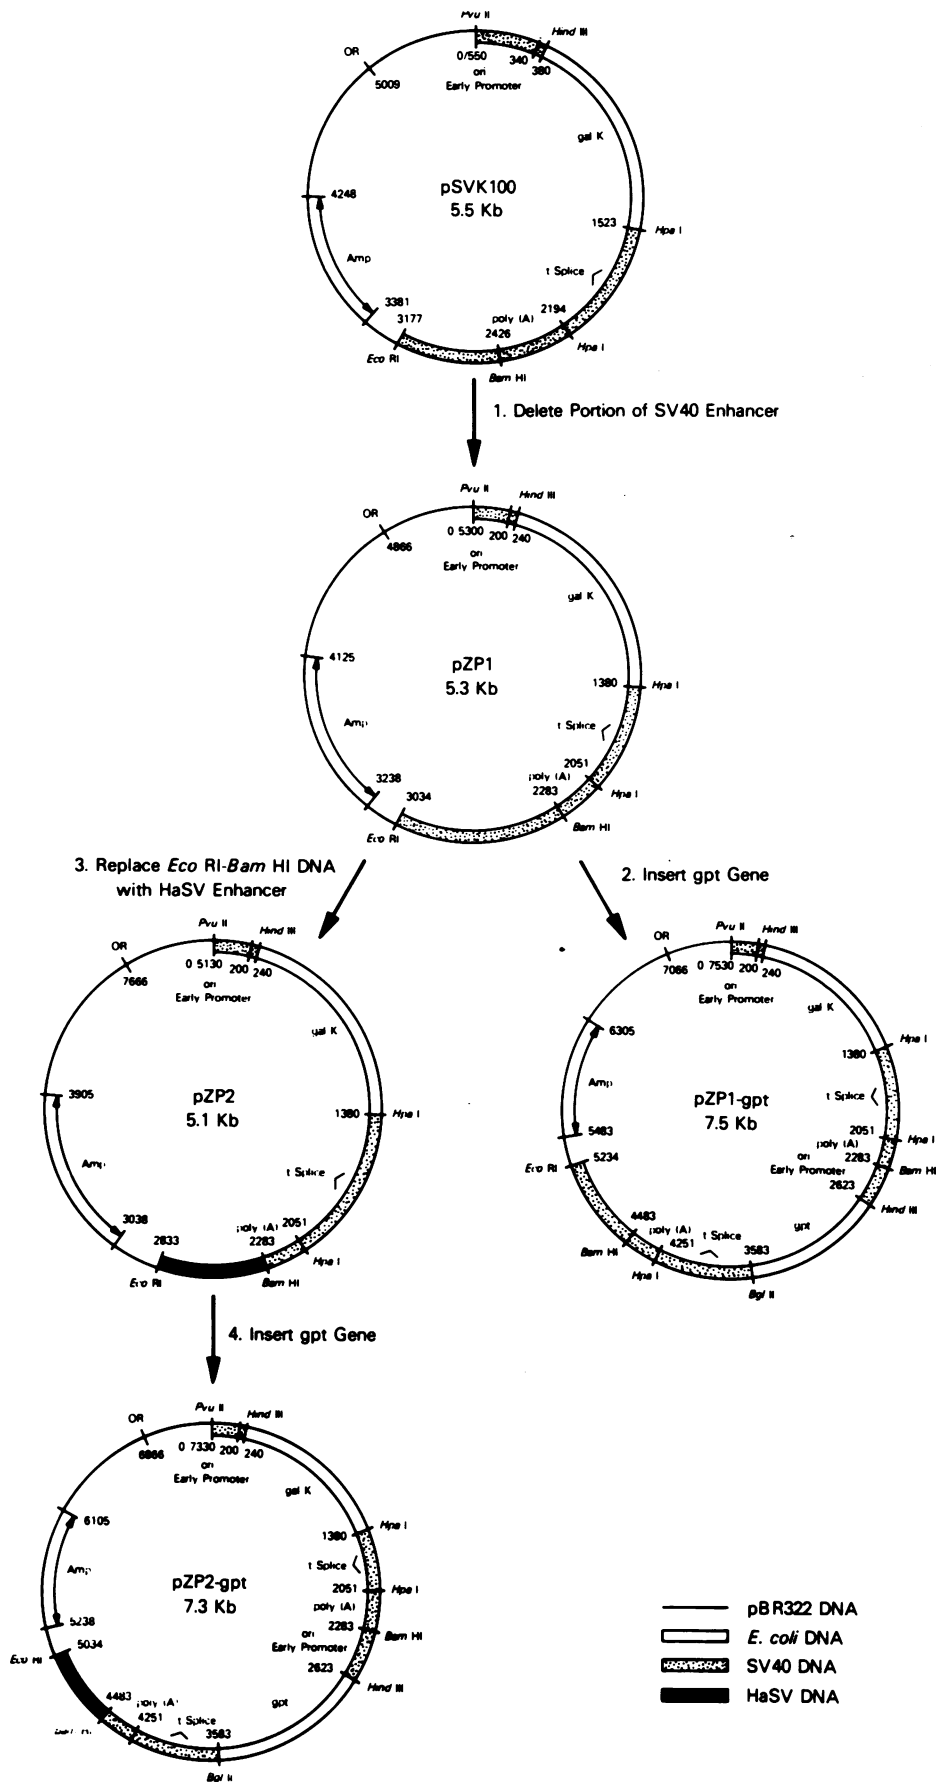 Pvu II
Hind III
OR
0/550
340
380
5009
ori
Early Promoter
gal K
pSVK100
5.5 Kb
4248
1523
Hpa I
Amp
t Splice
3381
3177
poly (A)
2194
2426
Eco RI
Hpa I
Bam HI
1. Delete Portion of SV40 Enhancer
Pvu II
Hind III
OR
0 5300
200
240
4866
ori
Early Promoter
gal K
4125
pZP1
5.3 Kb
1380
Hpa I
Amp
t Splice
3238
3034
poly (A)
2051
2283
Hpa I
Eco RI
Bam HI
3. Replace Eco RI-Bam HI DNA
with HaSV Enhancer
2. Insert gpt Gene
Pvu II
Hind III
OR
0 5130
200
240
7666
ori
Early Promoter
gal K
3905
pZP2
5.1 Kb
1380
Hpa I
Amp
t Splice
3038
2833
poly (A)
2051
2283
Hpa I
Eco RI
Bam HI
Pvu II
Hind III
OR
7086
0 7530
200
240
ori
Early Promoter
gal K
6305
1380
Hpa I
Amp
pZP1-gpt
7.5 Kb
t Splice
5483
5234
Eco RI
2051
Hpa I
poly (A)
2283
Bam HI
ori
Early Promoter
2623
Hind III
4483
poly (A)
4251
t Splice
3583
gpt
Bam HI
Hpa I
Bgl II
4. Insert gpt Gene
Pvu II
Hind III
OR
6866
0 7330
200
240
ori
Early Promoter
gal K
6105
1380
Hpa I
Amp
pZP2-gpt
7.3 Kb
t Splice
2051
Hpa I
poly (A)
5238
5034
2283
Bam HI
ori
Early Promoter
Eco RI
2623
Hind III
4483
poly (A)
4251
t Splice
3583
gpt
Bgl II
pBR322 DNA
E. coli DNA
SV40 DNA
HaSV DNA